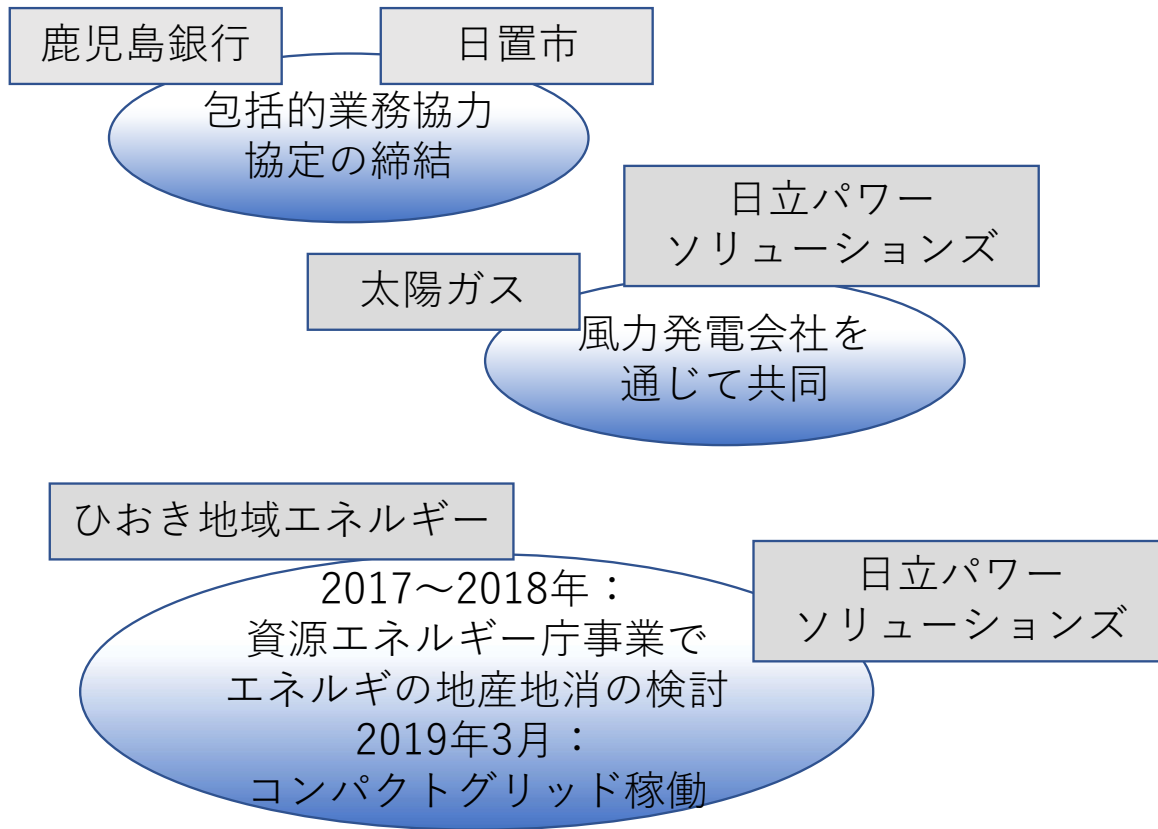 鹿児島銀行
日置市
包括的業務協力
協定の締結
日立パワー
ソリューションズ
太陽ガス
風力発電会社を
通じて共同
ひおき地域エネルギー
2017～2018年：
資源エネルギー庁事業で
エネルギの地産地消の検討
2019年3月：
コンパクトグリッド稼働
日立パワー
ソリューションズ